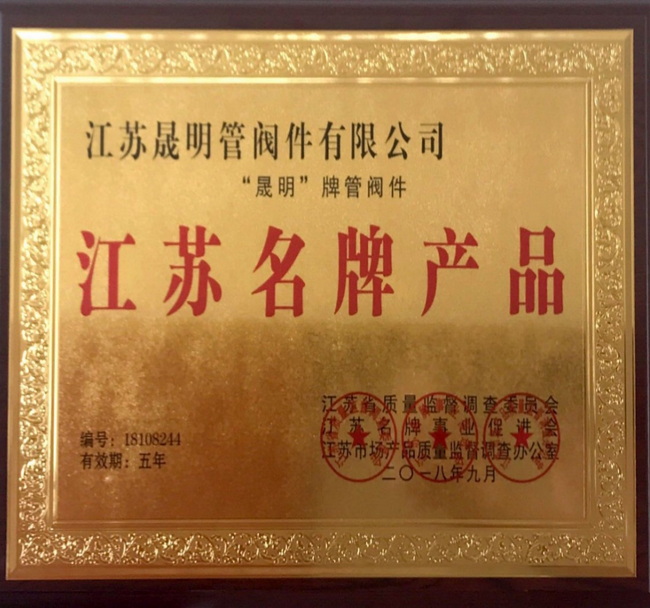 江苏晟明管阀件有限公司
“晟明”牌管阀件
江苏名牌产品
编号：18108244
有效期：五年
江苏省质量监督调查委员会
江苏名牌事业促进会
江苏市场产品质量监督调查办公室
二〇一八年九月